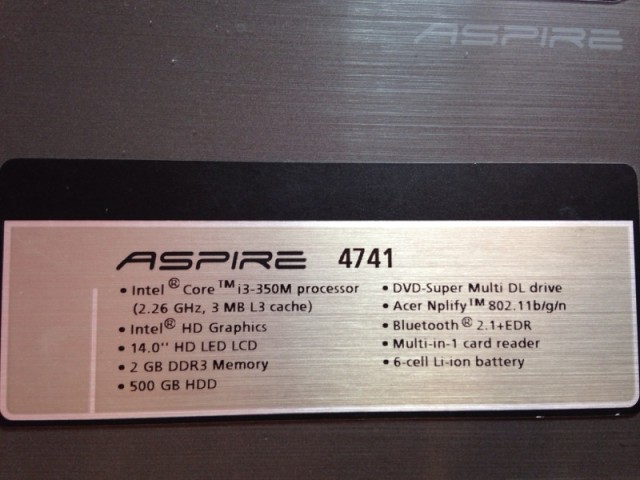 ASPIRE
ASPIRE 4741
• Intel® Core™ i3-350M processor
(2.26 GHz, 3 MB L3 cache)
• Intel® HD Graphics
• 14.0'' HD LED LCD
• 2 GB DDR3 Memory
• 500 GB HDD
• DVD-Super Multi DL drive
• Acer Nplify™ 802.11b/g/n
• Bluetooth® 2.1+EDR
• Multi-in-1 card reader
• 6-cell Li-ion battery